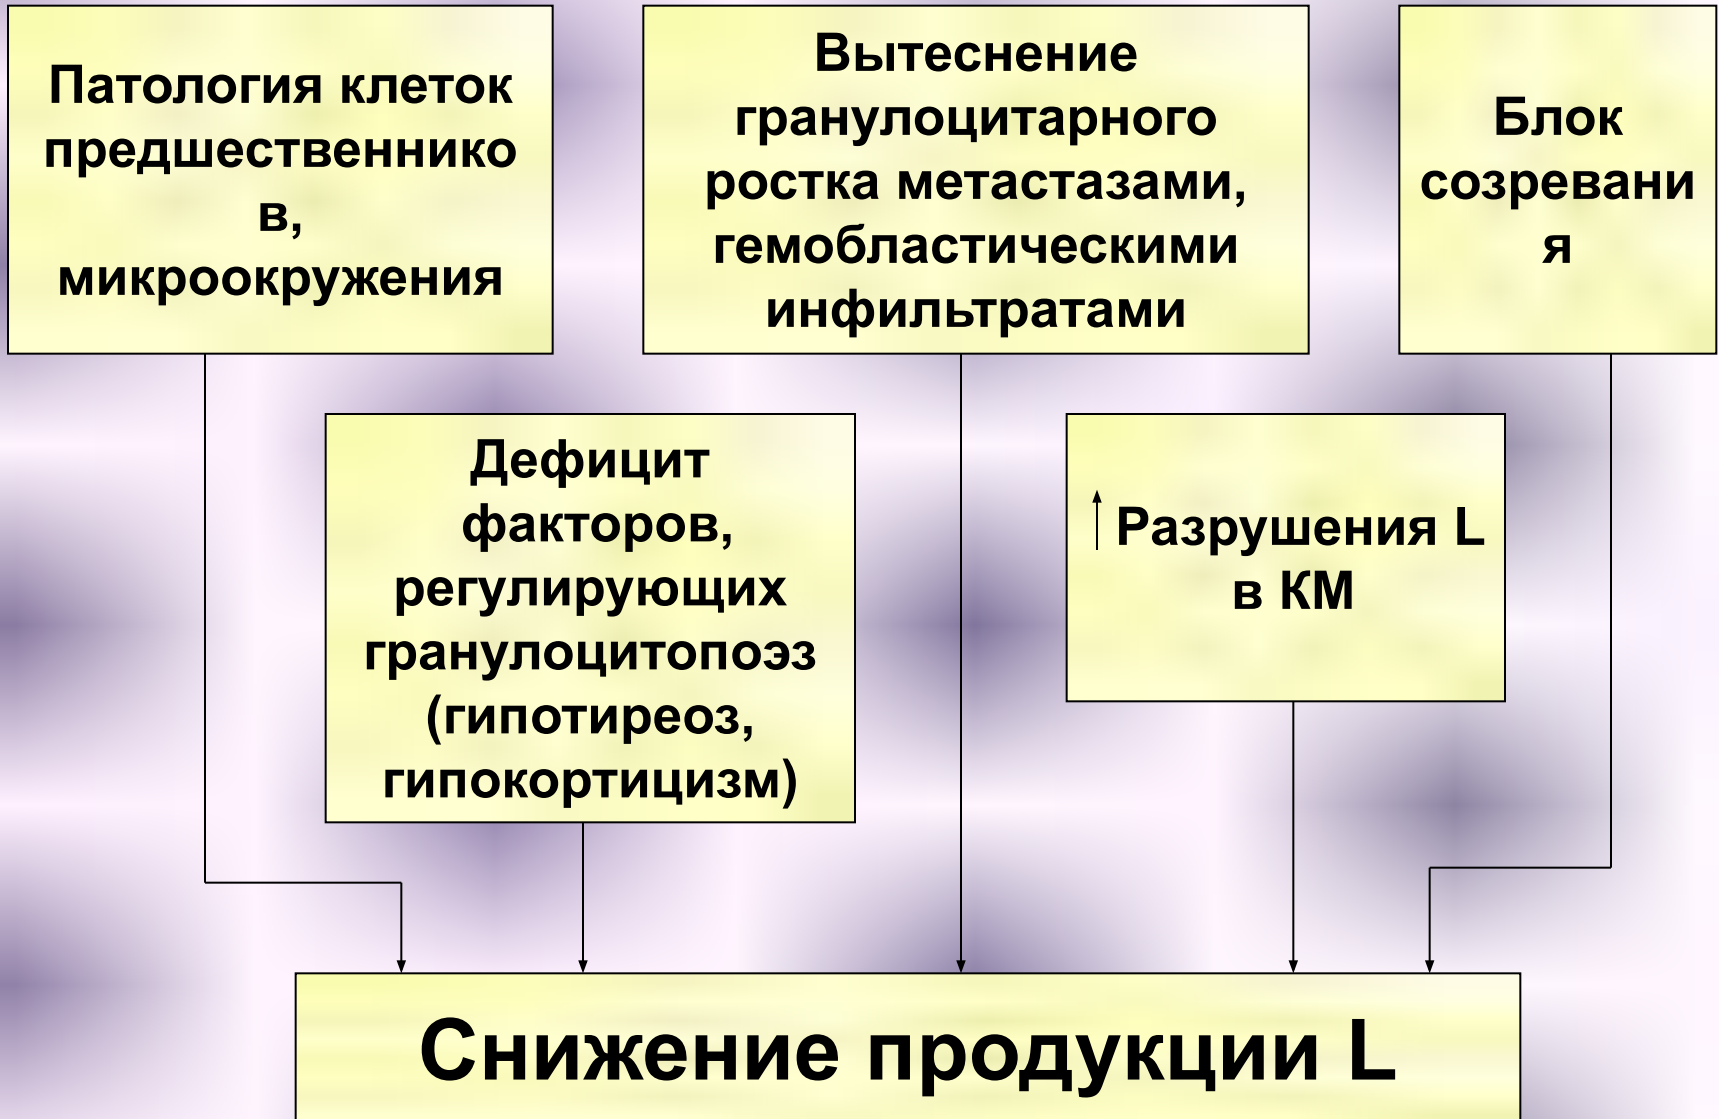 Патология клеток
предшественнико
в,
микроокружения
Вытеснение
гранулоцитарного
ростка метастазами,
гемобластическими
инфильтратами
Блок
созревани
я
Дефицит
факторов,
регулирующих
гранулоцитопоэз
(гипотиреоз,
гипокортицизм)
Разрушения L
в КМ
Снижение продукции L